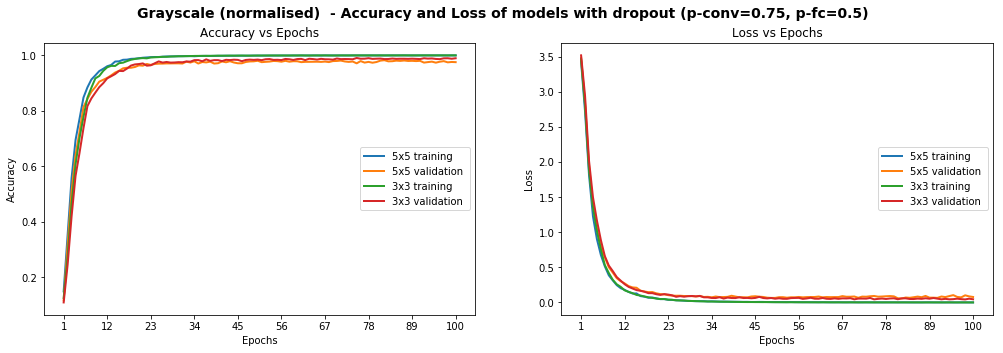 Grayscale (normalised)  - Accuracy and Loss of models with dropout (p-conv=0.75, p-fc=0.5)
Accuracy vs Epochs
Accuracy
1.0
0.8
0.6
0.4
0.2
5x5 training
5x5 validation
3x3 training
3x3 validation
1 12 23 34 45 56 67 78 89 100
Epochs
Loss vs Epochs
Loss
3.5
3.0
2.5
2.0
1.5
1.0
0.5
0.0
5x5 training
5x5 validation
3x3 training
3x3 validation
1 12 23 34 45 56 67 78 89 100
Epochs